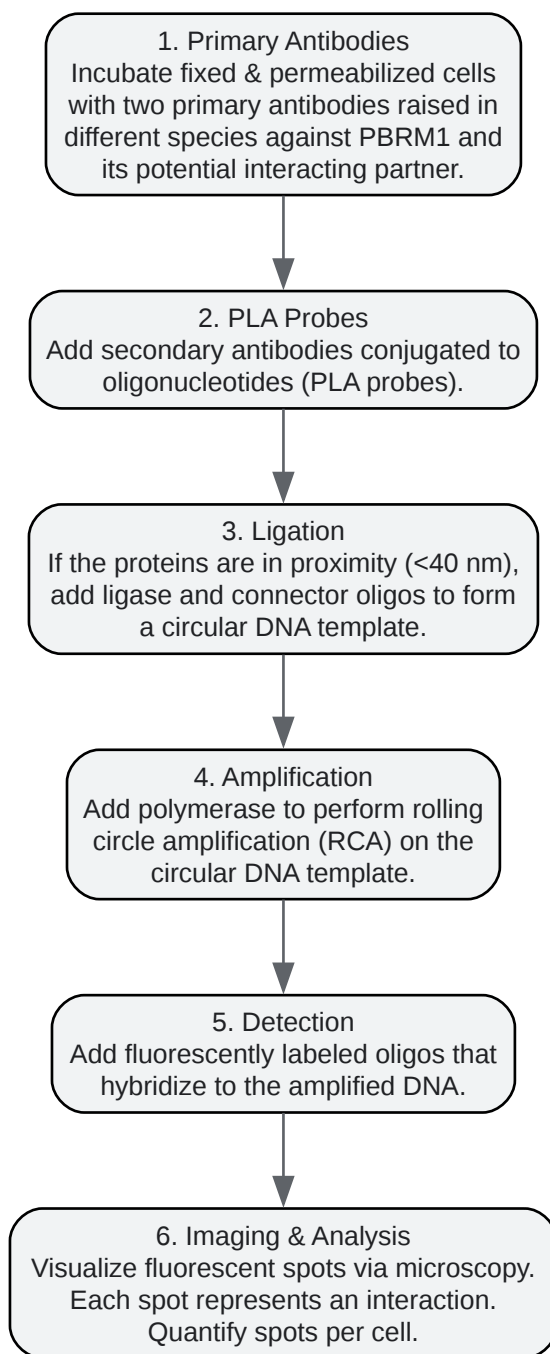 1. Primary Antibodies
Incubate fixed & permeabilized cells
with two primary antibodies raised in
different species against PBRM1 and
its potential interacting partner.
2. PLA Probes
Add secondary antibodies conjugated to
oligonucleotides (PLA probes).
3. Ligation
If the proteins are in proximity (<40 nm),
add ligase and connector oligos to form
a circular DNA template.
4. Amplification
Add polymerase to perform rolling
circle amplification (RCA) on the
circular DNA template.
5. Detection
Add fluorescently labeled oligos that
hybridize to the amplified DNA.
6. Imaging & Analysis
Visualize fluorescent spots via microscopy.
Each spot represents an interaction.
Quantify spots per cell.